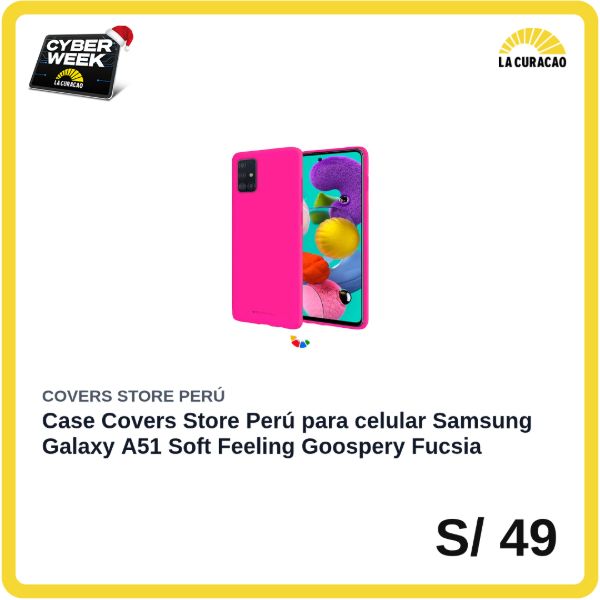 CYBER
WEEK
LA CURACAO
LA CURACAO
COVERS STORE PERÚ
Case Covers Store Perú para celular Samsung
Galaxy A51 Soft Feeling Goospery Fucsia
S/ 49